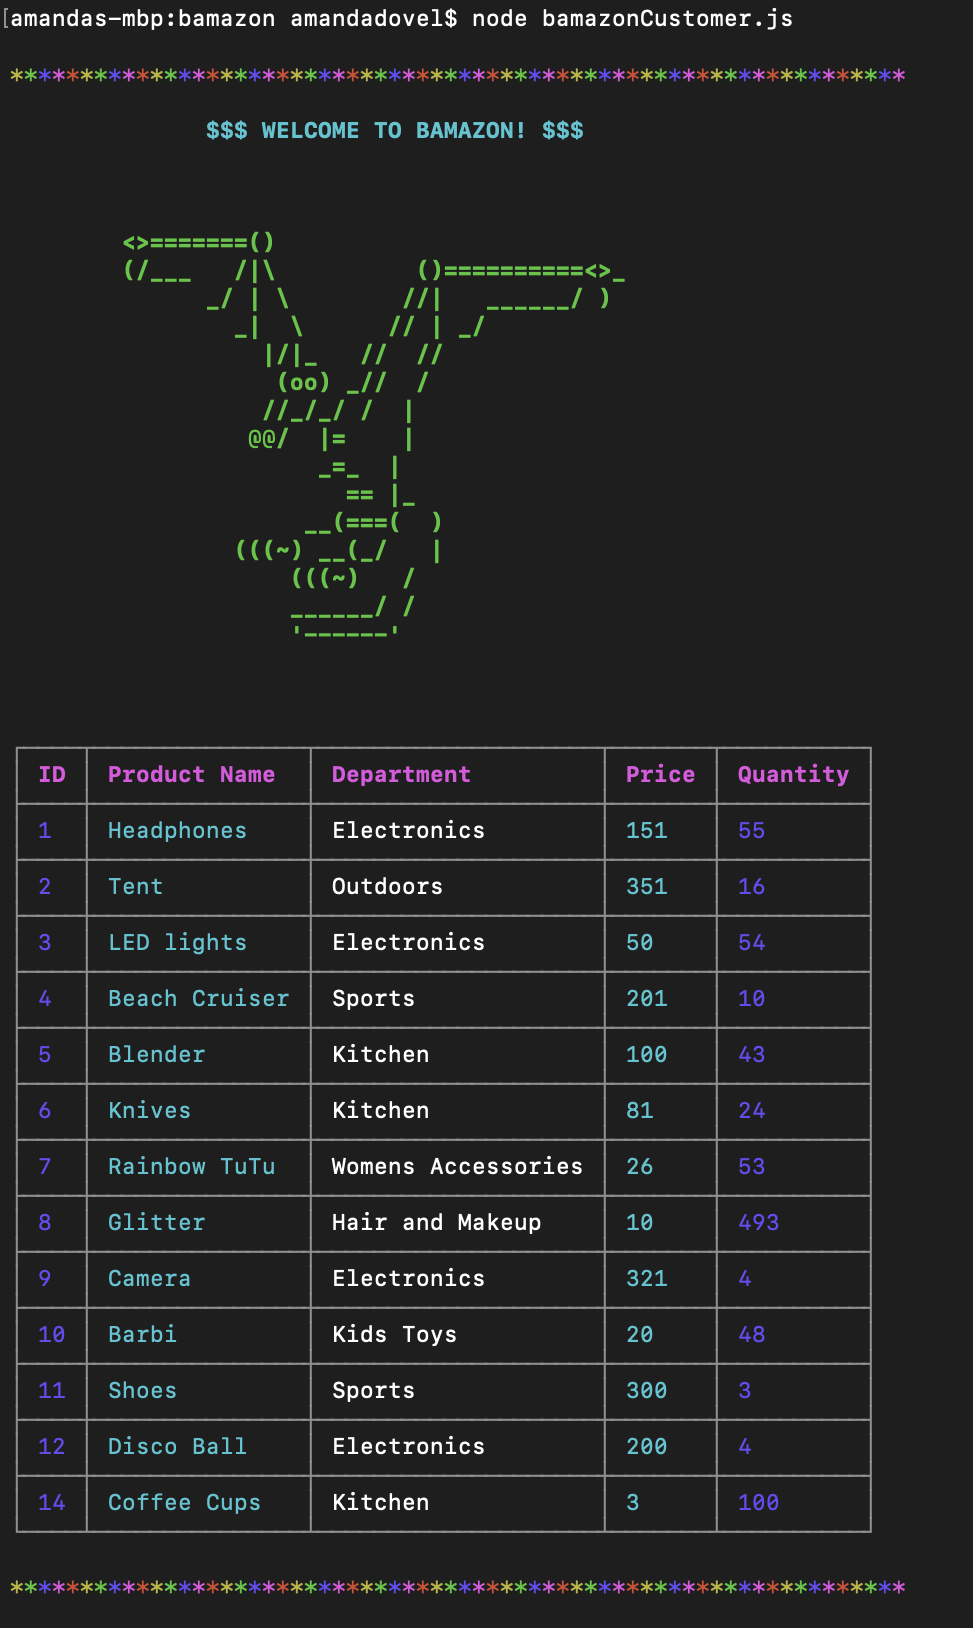 [amandas-mbp:bamazon amandadovel$ node bamazonCustomer.js
****************************************************************
$$$ WELCOME TO BAMAZON! $$$
        <>=======()
        (/___   /|\          ()==========<>_
              _/ | \        //|   ______/ )
                _|  \      // | _/
                  |/|_   //  //
                   (oo) _//  /
                  //_/_/ /  |
                 @@/  |=    |
                      _=_  |
                        == |_
                     __(===(  )
                (((~) __(_/   |
                    (((~)   /
                    ______/ /
                    '------'
ID Product Name Department Price Quantity
1 Headphones Electronics 151 55
2 Tent Outdoors 351 16
3 LED lights Electronics 50 54
4 Beach Cruiser Sports 201 10
5 Blender Kitchen 100 43
6 Knives Kitchen 81 24
7 Rainbow TuTu Womens Accessories 26 53
8 Glitter Hair and Makeup 10 493
9 Camera Electronics 321 4
10 Barbi Kids Toys 20 48
11 Shoes Sports 300 3
12 Disco Ball Electronics 200 4
14 Coffee Cups Kitchen 3 100
****************************************************************